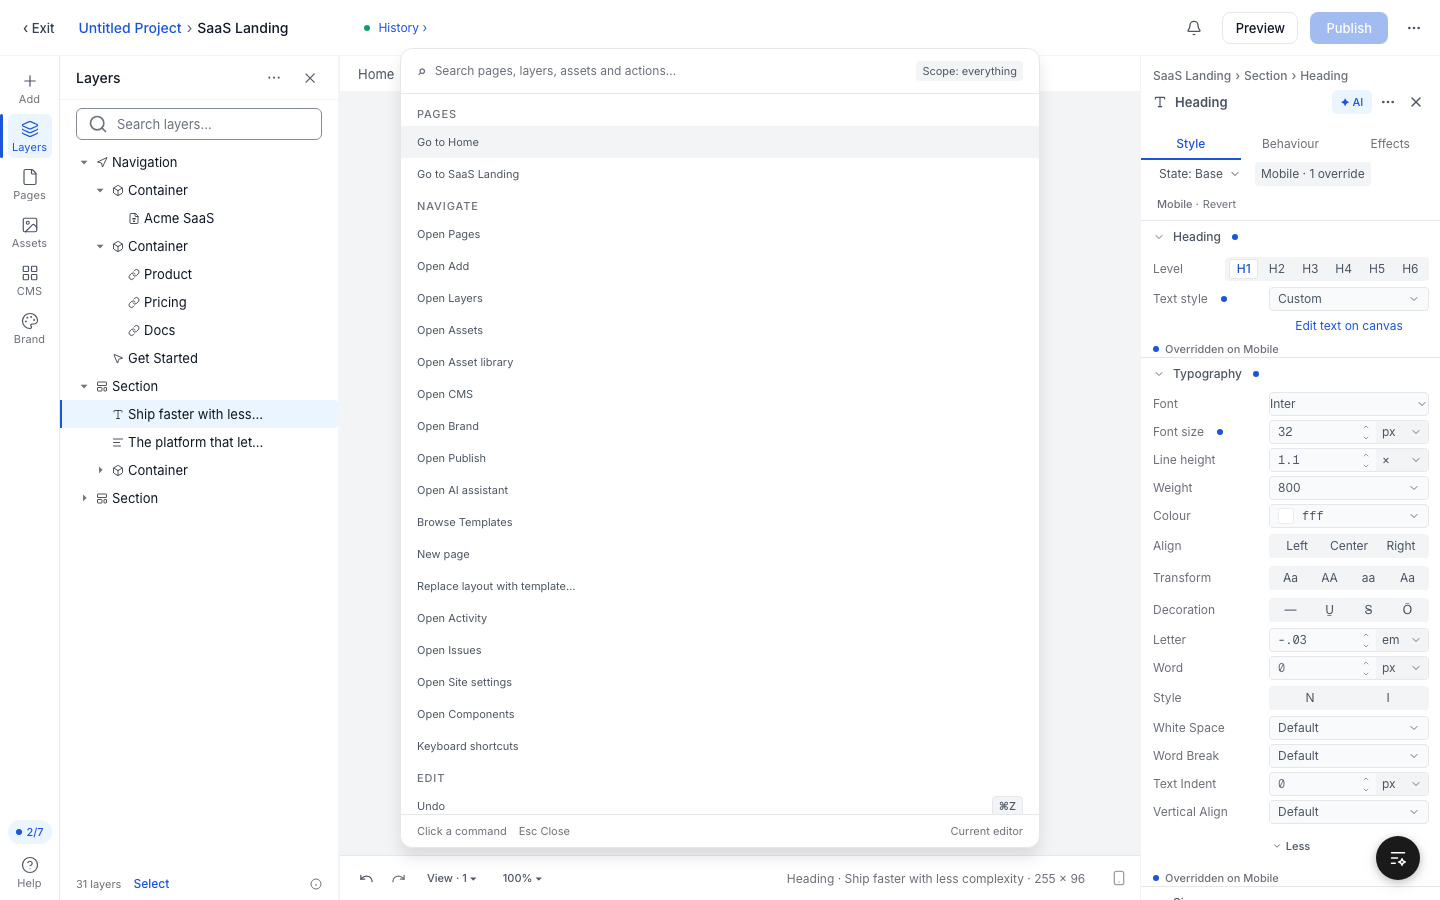 ‹ Exit
Untitled Project › SaaS Landing
History ›
Preview
Publish
Add
Layers
Pages
Assets
CMS
Brand
2/7
Help
Layers
Search layers...
Navigation
Container
Acme SaaS
Container
Product
Pricing
Docs
Get Started
Section
Ship faster with less...
The platform that let...
Container
Section
31 layers Select
Home
Search pages, layers, assets and actions...
Scope: everything
PAGES
Go to Home
Go to SaaS Landing
NAVIGATE
Open Pages
Open Add
Open Layers
Open Assets
Open Asset library
Open CMS
Open Brand
Open Publish
Open AI assistant
Browse Templates
New page
Replace layout with template...
Open Activity
Open Issues
Open Site settings
Open Components
Keyboard shortcuts
EDIT
Undo ⌘Z
Click a command Esc Close Current editor
View · 1
100%
Heading · Ship faster with less complexity · 255 × 96
SaaS Landing › Section › Heading
Heading
AI
Style Behaviour Effects
State: Base
Mobile · 1 override
Mobile · Revert
Heading
Level H1 H2 H3 H4 H5 H6
Text style Custom
Edit text on canvas
Overridden on Mobile
Typography
Font Inter
Font size 32 px
Line height 1.1 ×
Weight 800
Colour fff
Align Left Center Right
Transform Aa AA aa Aa
Decoration — U S O
Letter -.03 em
Word 0 px
Style N I
White Space Default
Word Break Default
Text Indent 0 px
Vertical Align Default
Less
Overridden on Mobile